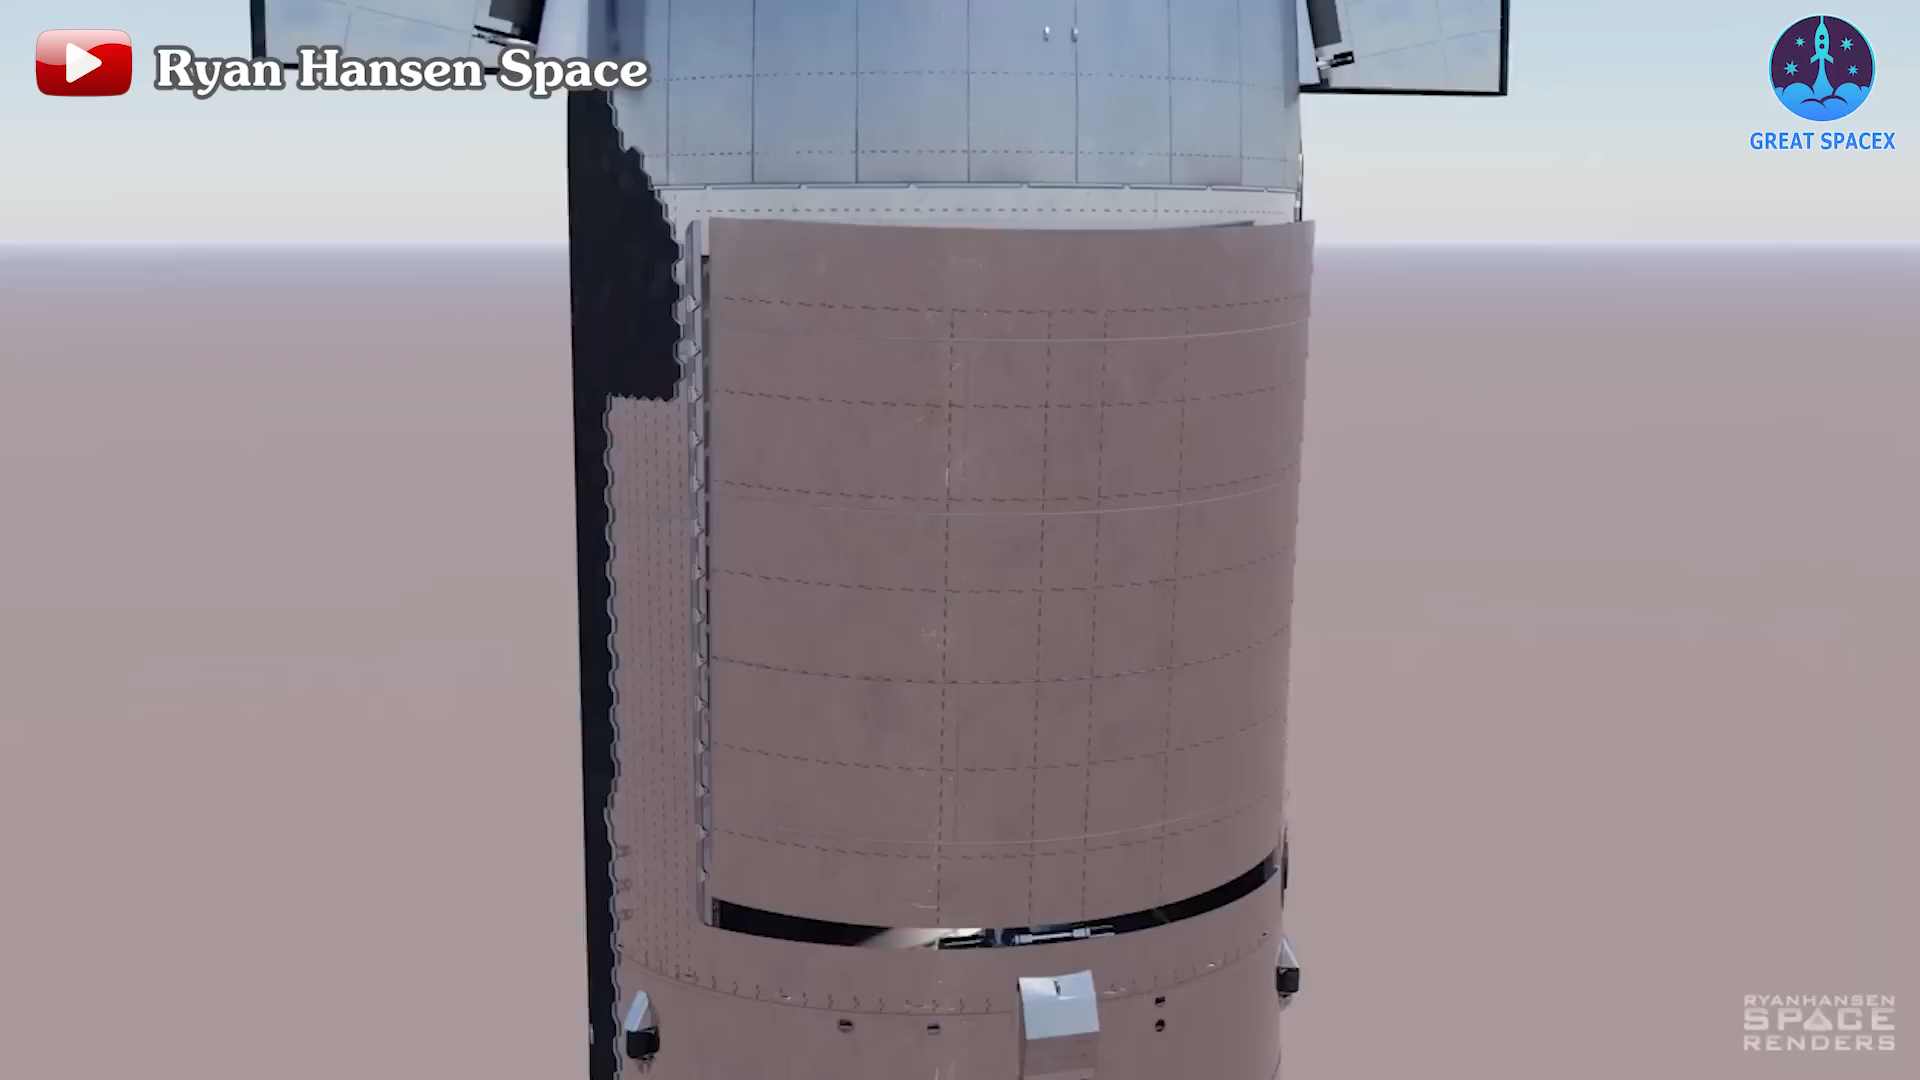 Ryan Hansen Space
GREAT SPACEX
RYANHANSEN
SPACE
RENDERS